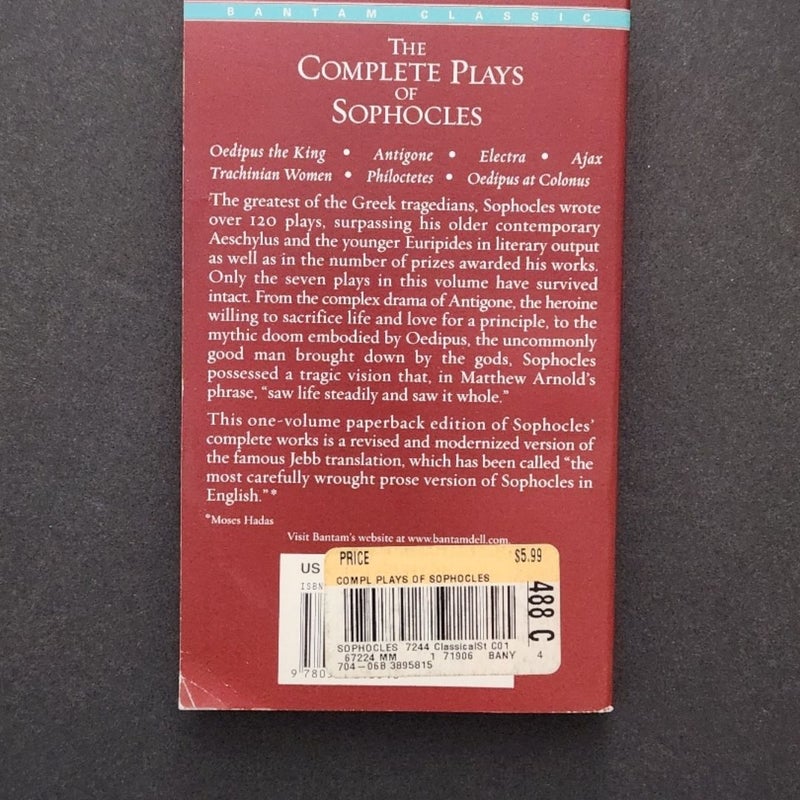 BANTAM CLASSIC
THE
COMPLETE PLAYS
OF
SOPHOCLES
Oedipus the King • Antigone • Electra • Ajax
Trachinian Women • Philoctetes • Oedipus at Colonus
The greatest of the Greek tragedians, Sophocles wrote
over 120 plays, surpassing his older contemporary
Aeschylus and the younger Euripides in literary output
as well as in the number of prizes awarded his works.
Only the seven plays in this volume have survived
intact. From the complex drama of Antigone, the heroine
willing to sacrifice life and love for a principle, to the
mythic doom embodied by Oedipus, the uncommonly
good man brought down by the gods, Sophocles
possessed a tragic vision that, in Matthew Arnold's
phrase, “saw life steadily and saw it whole.”
This one-volume paperback edition of Sophocles'
complete works is a revised and modernized version of
the famous Jebb translation, which has been called “the
most carefully wrought prose version of Sophocles in
English.”*
*Moses Hadas
Visit Bantam's website at www.bantamdell.com.
US
ISBN
PRICE $5.99
COMPL PLAYS OF SOPHOCLES
488 C
SOPHOCLES 7244 ClassicalSt C01
67224 MM 1 71906 BANY 4
704-06B 3895815
9 780